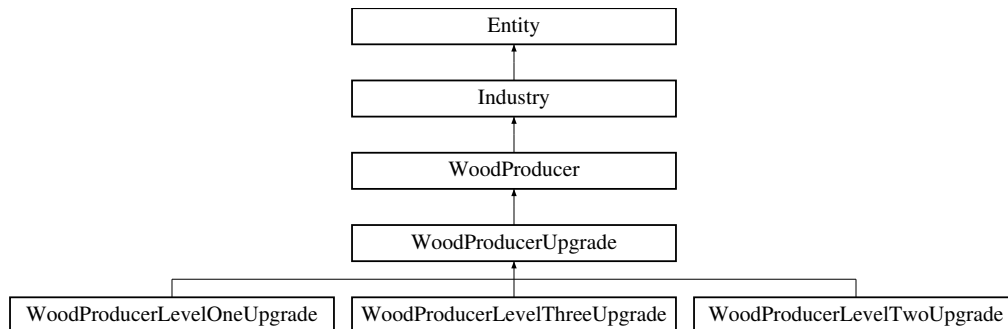 Entity
Industry
WoodProducer
WoodProducerUpgrade
WoodProducerLevelOneUpgrade
WoodProducerLevelThreeUpgrade
WoodProducerLevelTwoUpgrade